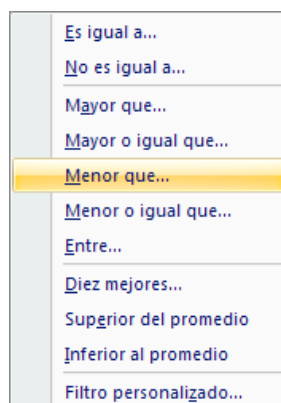 Es igual a...
No es igual a...
Mayor que...
Mayor o igual que...
Menor que...
Menor o igual que...
Entre...
Diez mejores...
Superior del promedio
Inferior al promedio
Filtro personalizado...